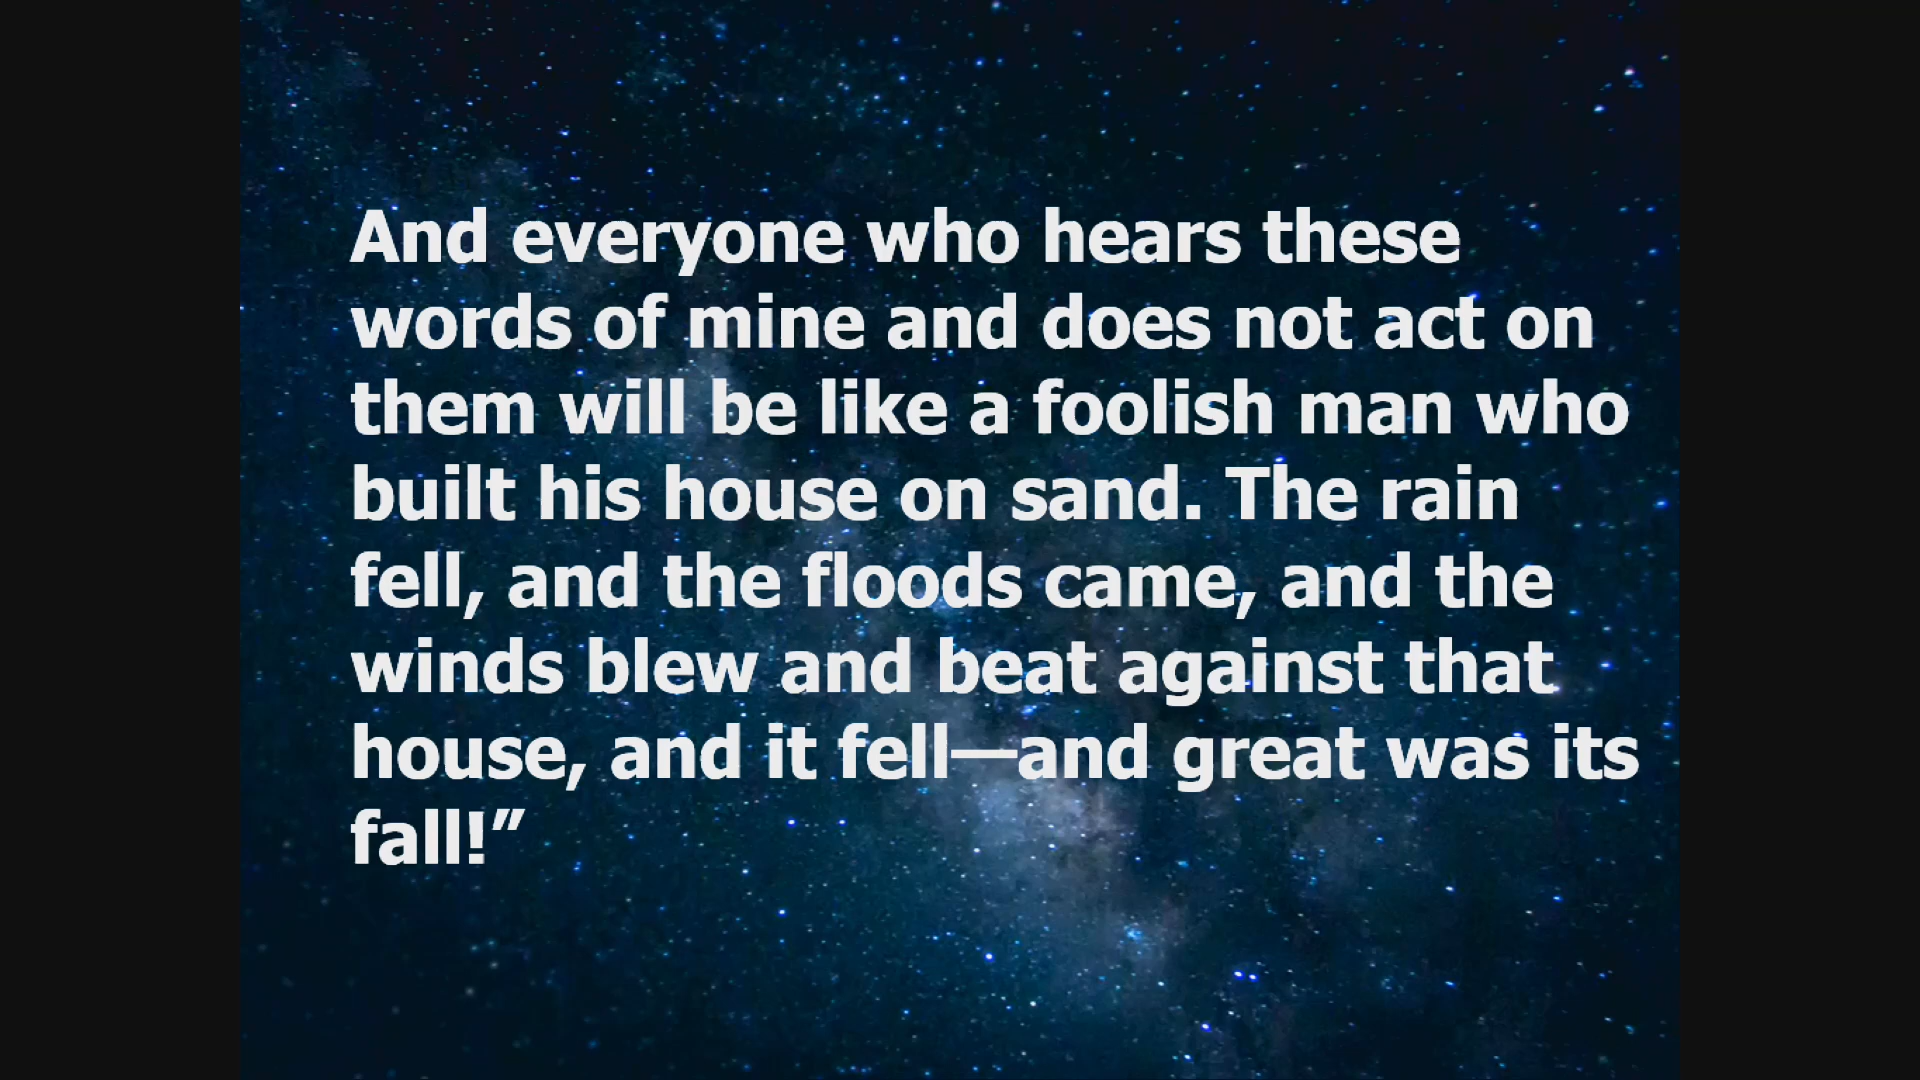 And everyone who hears these
words of mine and does not act on
them will be like a foolish man who
built his house on sand. The rain
fell, and the floods came, and the
winds blew and beat against that
house, and it fell—and great was its
fall!”